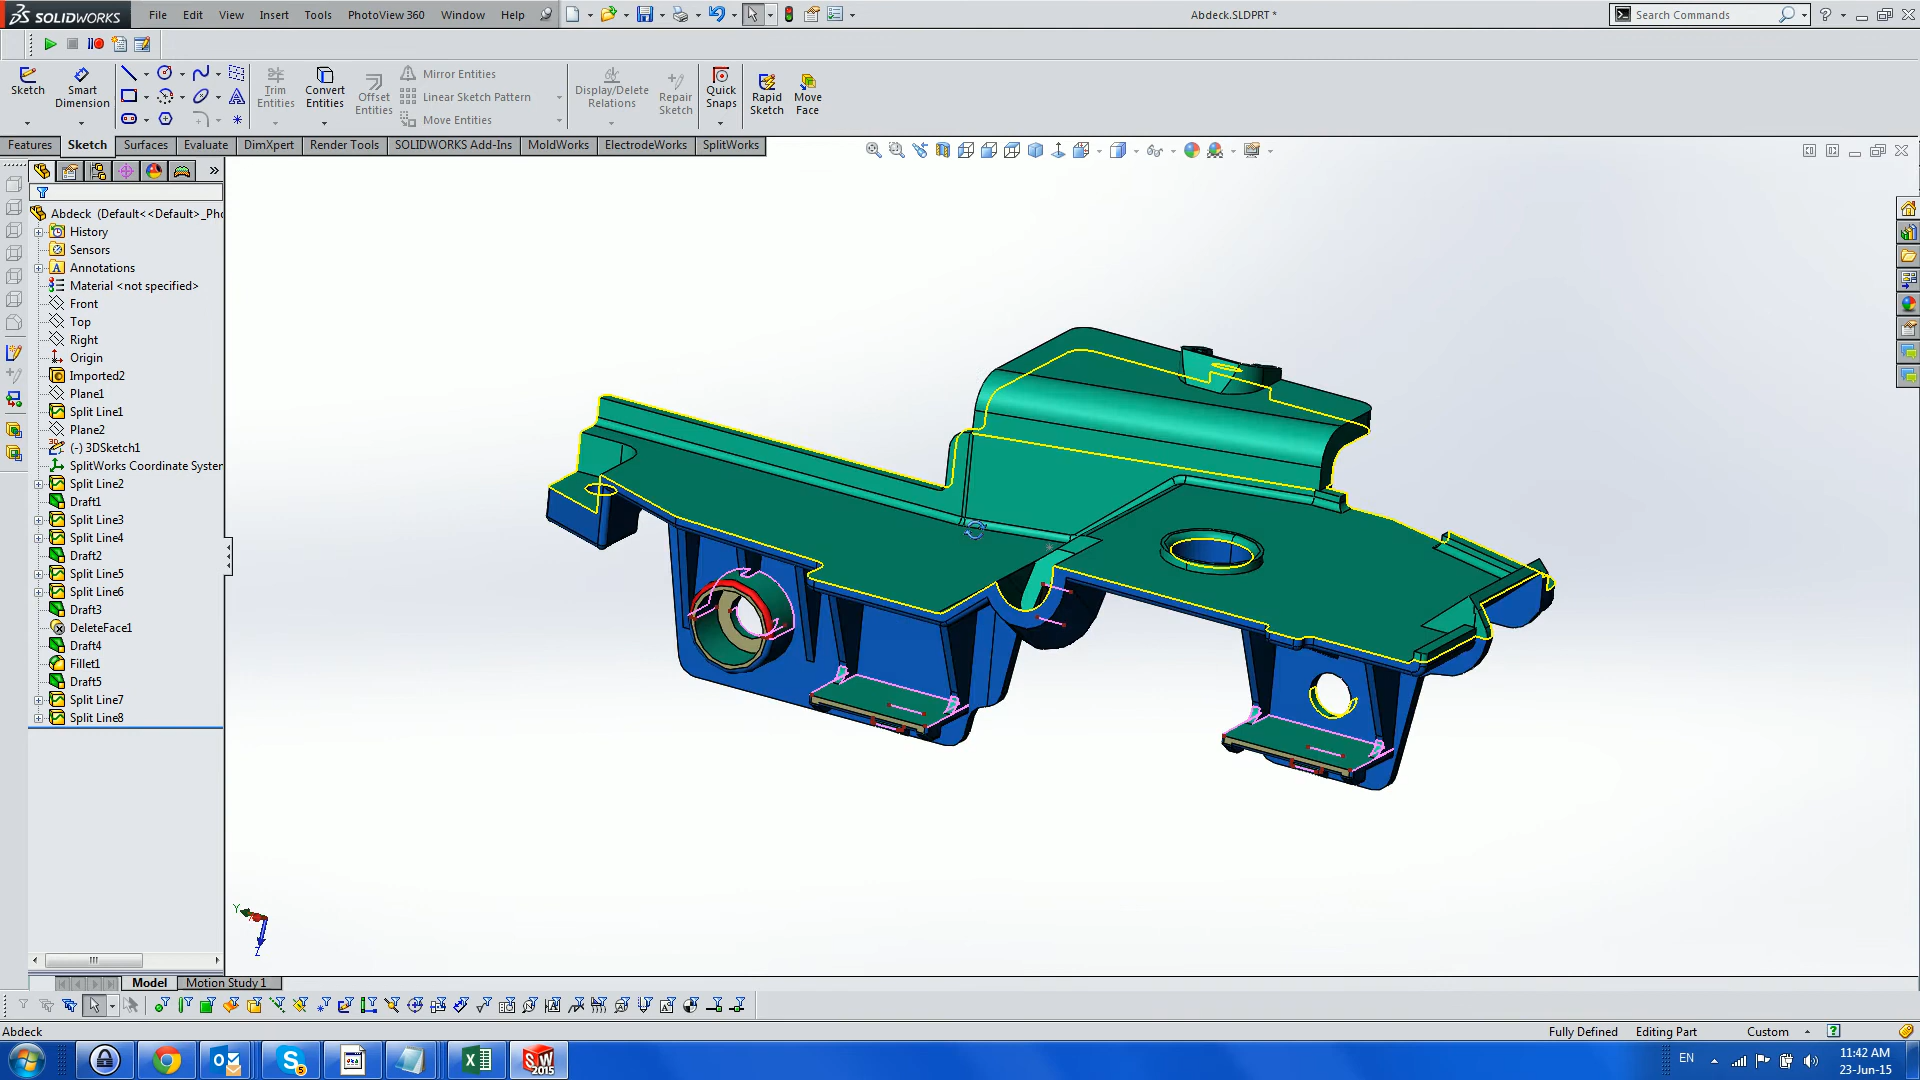 SOLIDWORKS File Edit View Insert Tools PhotoView 360 Window Help Abdeck.SLDPRT * Search Commands
Sketch
Smart Dimension
Trim Entities
Convert Entities
Offset Entities
Mirror Entities
Linear Sketch Pattern
Move Entities
Display/Delete Relations
Repair Sketch
Quick Snaps
Rapid Sketch
Move Face
Features Sketch Surfaces Evaluate DimXpert Render Tools SOLIDWORKS Add-Ins MoldWorks ElectrodeWorks SplitWorks
Abdeck (Default<<Default>_Pho
History
Sensors
Annotations
Material <not specified>
Front
Top
Right
Origin
Imported2
Plane1
Split Line1
Plane2
(-) 3DSketch1
SplitWorks Coordinate System
Split Line2
Draft1
Split Line3
Split Line4
Draft2
Split Line5
Split Line6
Draft3
DeleteFace1
Draft4
Fillet1
Draft5
Split Line7
Split Line8
Y
Z
Model Motion Study 1
Abdeck Fully Defined Editing Part Custom
EN 11:42 AM
23-Jun-15